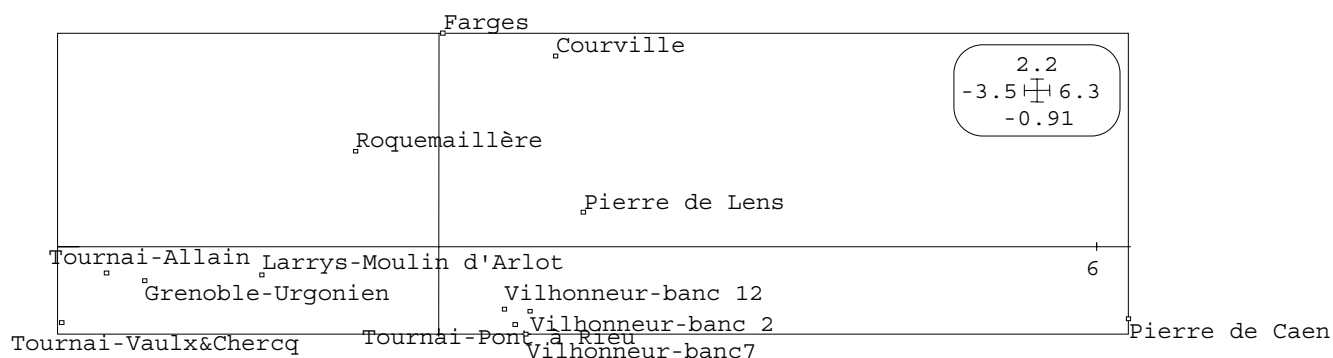 Farges
Courville
2.2
-3.5 6.3
-0.91
Roquemaillère
Pierre de Lens
Tournai-Allain
Larrys-Moulin d'Arlot
6
Grenoble-Urgonien
Vilhonneur-banc 12
Vilhonneur-banc 2
Pierre de Caen
Tournai-Pont à Rieu
Tournai-Vaulx&Chercq
Vilhonneur-banc7